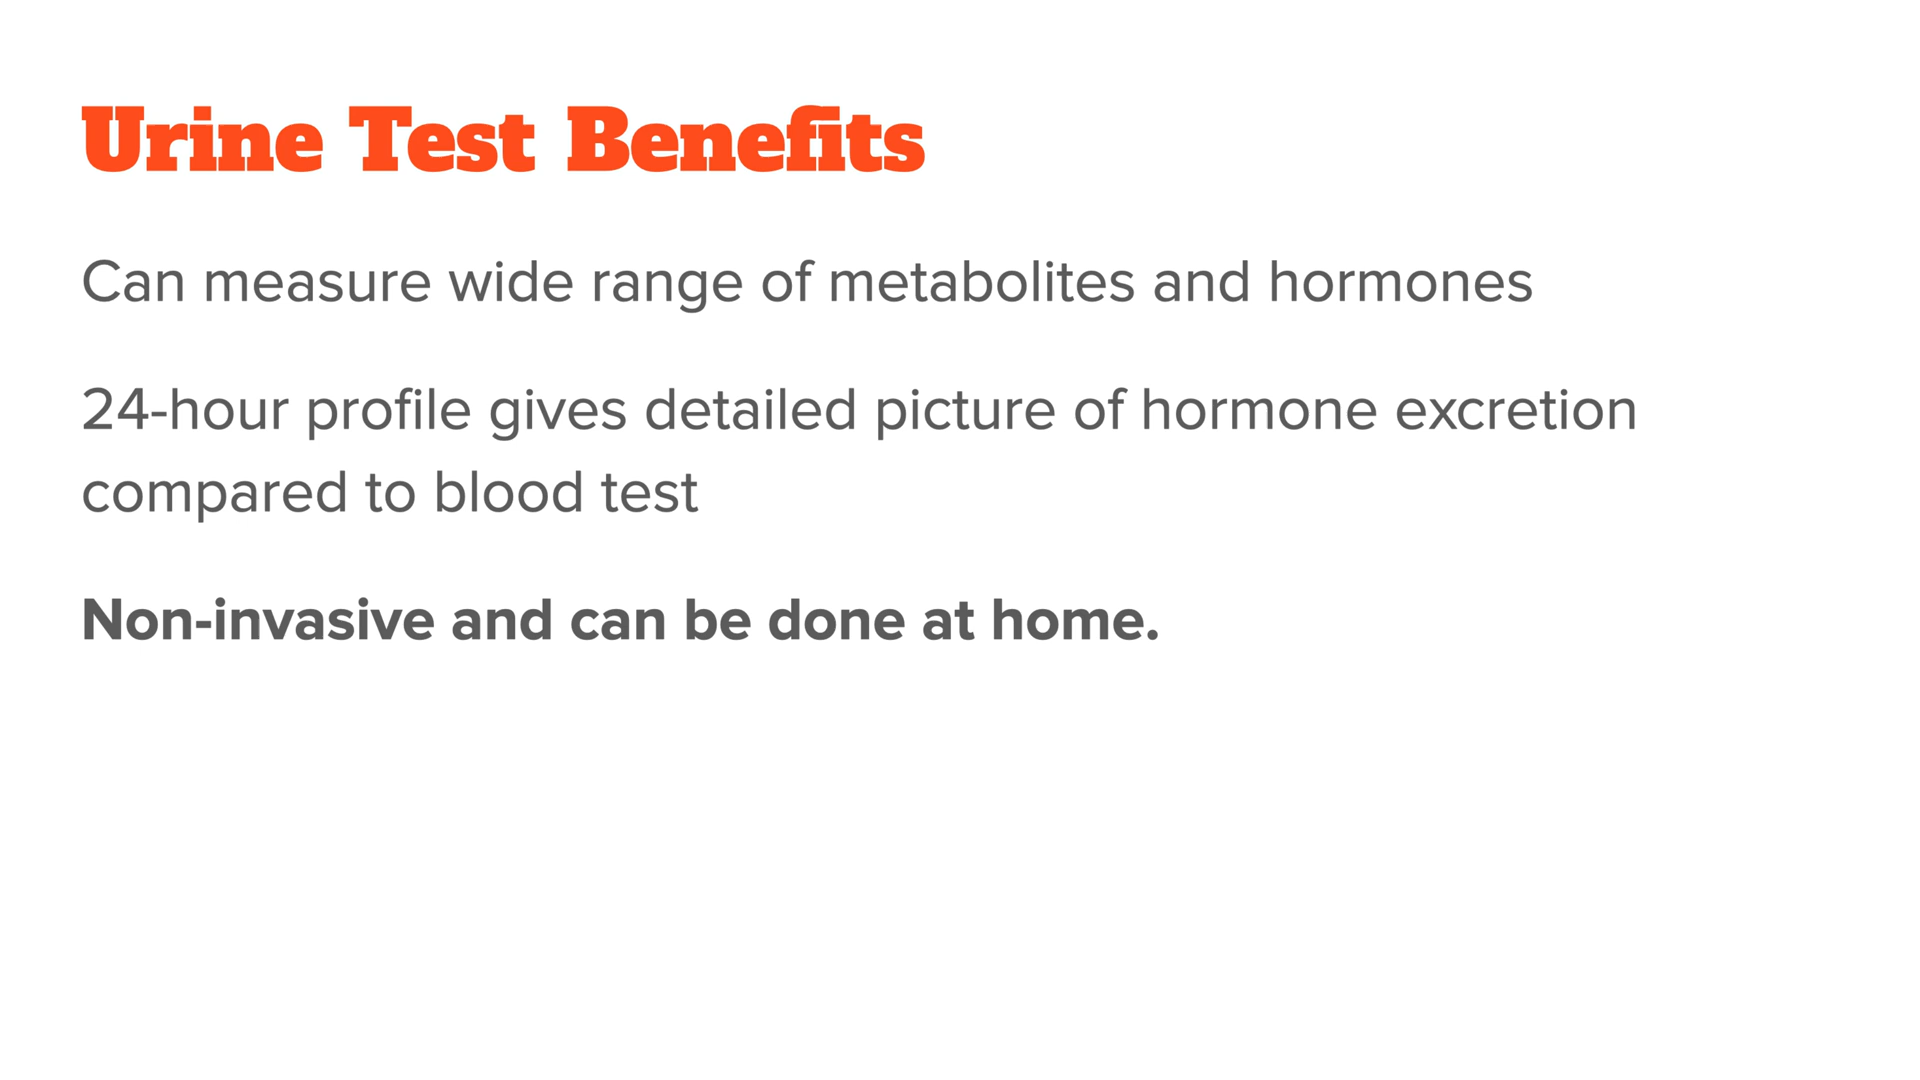 Urine Test Benefits
Can measure wide range of metabolites and hormones
24-hour profile gives detailed picture of hormone excretion
compared to blood test
Non-invasive and can be done at home.